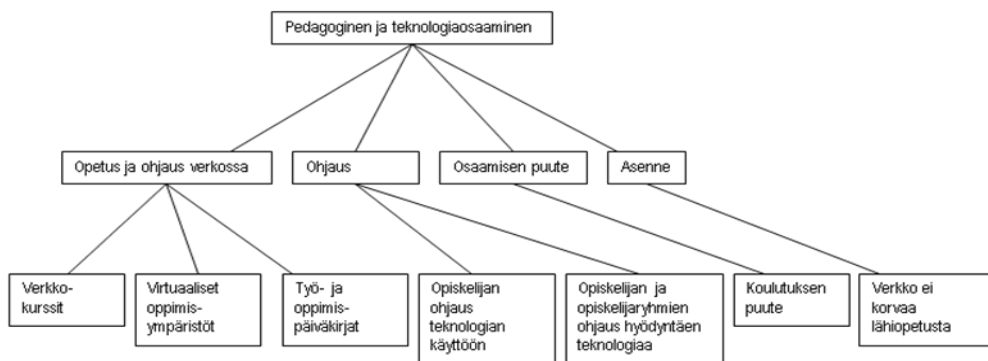 Pedagoginen ja teknologiaosaaminen
Opetus ja ohjaus verkossa
Ohjaus
Osaamisen puute
Asenne
Verkko-
kurssit
Virtuaaliset
oppimis-
ympäristöt
Työ- ja
oppimis-
päiväkirjat
Opiskelijan
ohjaus
teknologian
käyttöön
Opiskelijan ja
opiskelijaryhmien
ohjaus hyödyntäen
teknologiaa
Koulutuksen
puute
Verkko ei
korvaa
lähiopetusta